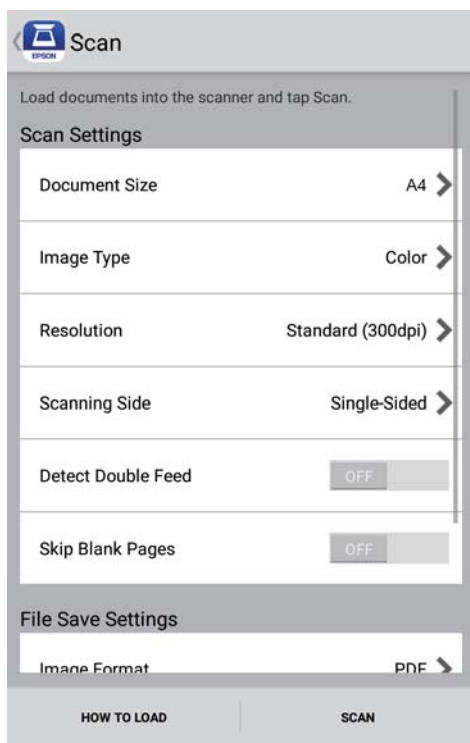 EPSON
Scan
Load documents into the scanner and tap Scan.
Scan Settings
Document Size A4
Image Type Color
Resolution Standard (300dpi)
Scanning Side Single-Sided
Detect Double Feed OFF
Skip Blank Pages OFF
File Save Settings
Image Format PDF
HOW TO LOAD SCAN